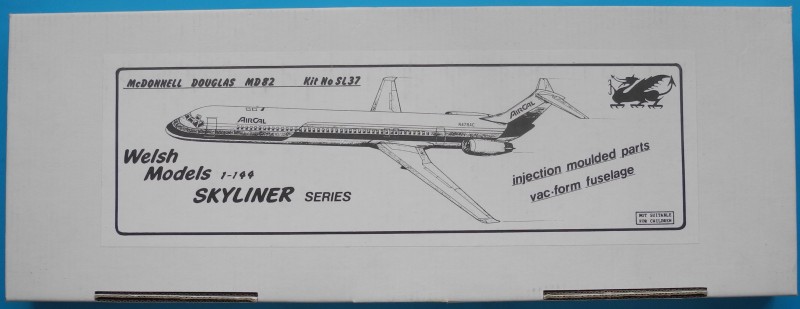 McDONNELL DOUGLAS MD82 Kit No SL37
AIRCAL
AIRCAL
Welsh
Models 1-144
SKYLINER SERIES
injection moulded parts
vac-form fuselage
NOT SUITABLE
FOR CHILDREN